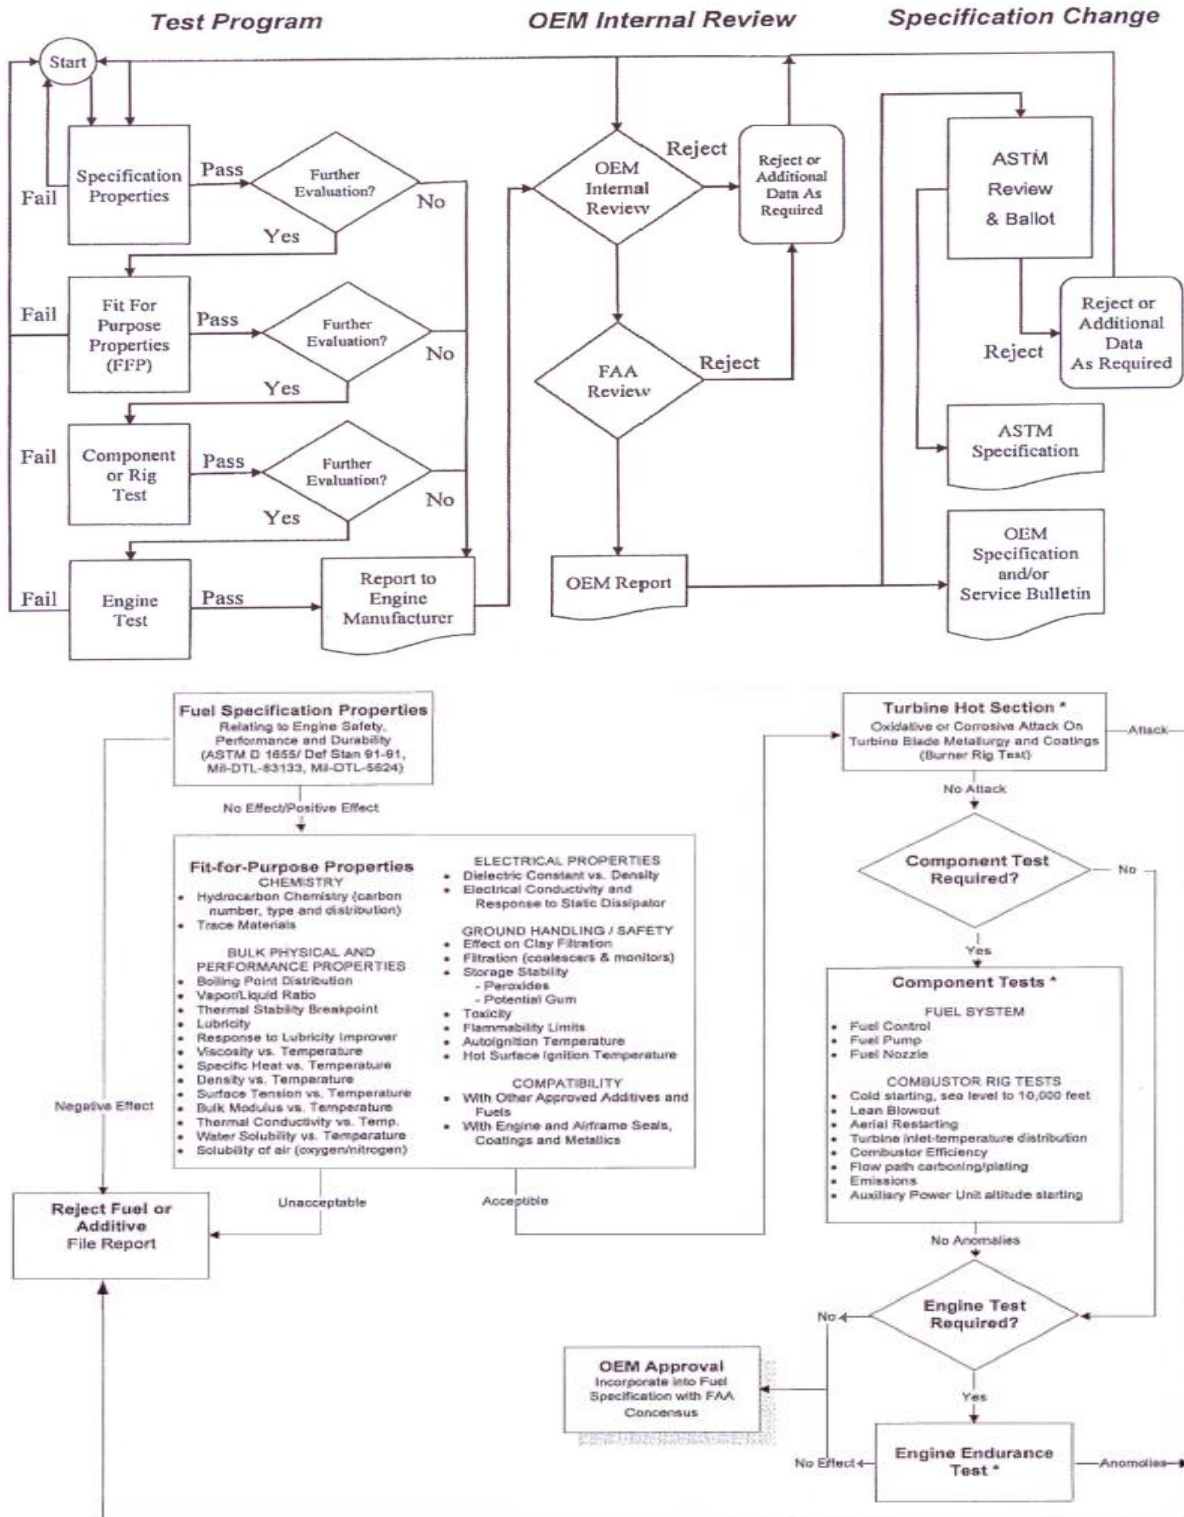 Test Program
OEM Internal Review
Specification Change
Start
Specification
Properties
Pass
Fail
Further
Evaluation?
No
Yes
Fit For
Purpose
Properties
(FFP)
Fail
Pass
Further
Evaluation?
No
Yes
Component
or Rig
Test
Fail
Pass
Further
Evaluation?
No
Yes
Engine
Test
Fail
Pass
Report to
Engine
Manufacturer
OEM
Internal
Review
Reject
Reject or
Additional
Data As
Required
FAA
Review
Reject
OEM Report
ASTM
Review
& Ballot
Reject
Reject or
Additional
Data
As Required
ASTM
Specification
OEM
Specification
and/or
Service Bulletin
Fuel Specification Properties
Relating to Engine Safety,
Performance and Durability
(ASTM D 1655/ Def Stan 91-91,
Mil-DTL-83133, Mil-DTL-5624)
No Effect/Positive Effect
Negative Effect
Fit-for-Purpose Properties
CHEMISTRY
• Hydrocarbon Chemistry (carbon
number, type and distribution)
• Trace Materials
BULK PHYSICAL AND
PERFORMANCE PROPERTIES
• Boiling Point Distribution
• Vapor/Liquid Ratio
• Thermal Stability Breakpoint
• Lubricity
• Response to Lubricity Improver
• Viscosity vs. Temperature
• Specific Heat vs. Temperature
• Density vs. Temperature
• Surface Tension vs. Temperature
• Bulk Modulus vs. Temperature
• Thermal Conductivity vs. Temp.
• Water Solubility vs. Temperature
• Solubility of air (oxygen/nitrogen)
ELECTRICAL PROPERTIES
• Dielectric Constant vs. Density
• Electrical Conductivity and
Response to Static Dissipator
GROUND HANDLING / SAFETY
• Effect on Clay Filtration
• Filtration (coalescers & monitors)
• Storage Stability
- Peroxides
- Potential Gum
• Toxicity
• Flammability Limits
• Autoignition Temperature
• Hot Surface Ignition Temperature
COMPATIBILITY
• With Other Approved Additives and
Fuels
• With Engine and Airframe Seals,
Coatings and Metallics
Unacceptable
Acceptible
Reject Fuel or
Additive
File Report
Turbine Hot Section *
Oxidative or Corrosive Attack On
Turbine Blade Metallurgy and Coatings
(Burner Rig Test)
Attack
No Attack
Component Test
Required?
No
Yes
Component Tests *
FUEL SYSTEM
• Fuel Control
• Fuel Pump
• Fuel Nozzle
COMBUSTOR RIG TESTS
• Cold starting, sea level to 10,000 feet
• Lean Blowout
• Aerial Restarting
• Turbine inlet-temperature distribution
• Combustor Efficiency
• Flow path carboning/plating
• Emissions
• Auxiliary Power Unit altitude starting
No Anomalies
Engine Test
Required?
No
Yes
OEM Approval
Incorporate into Fuel
Specification with FAA
Concensus
Engine Endurance
Test *
No Effect
Anomolies